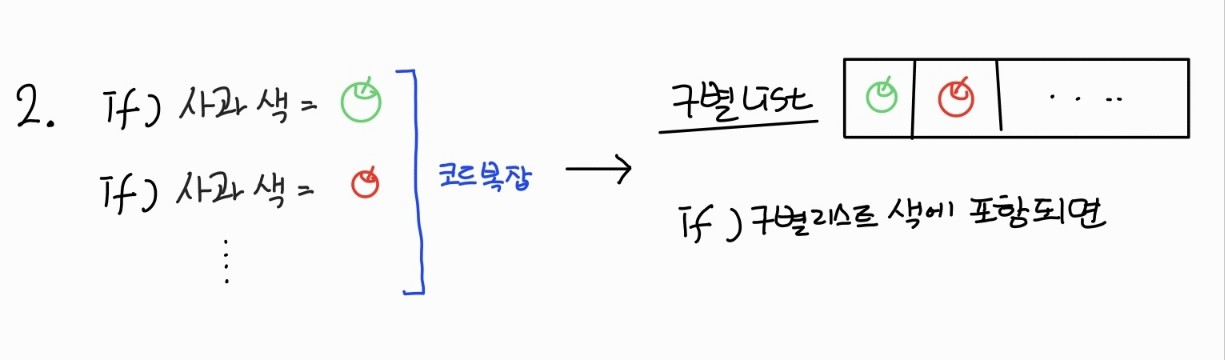 2. if) 사과 색 =
if) 사과 색 =
코드복잡
구별 List
if) 구별리스트 색에 포함되면